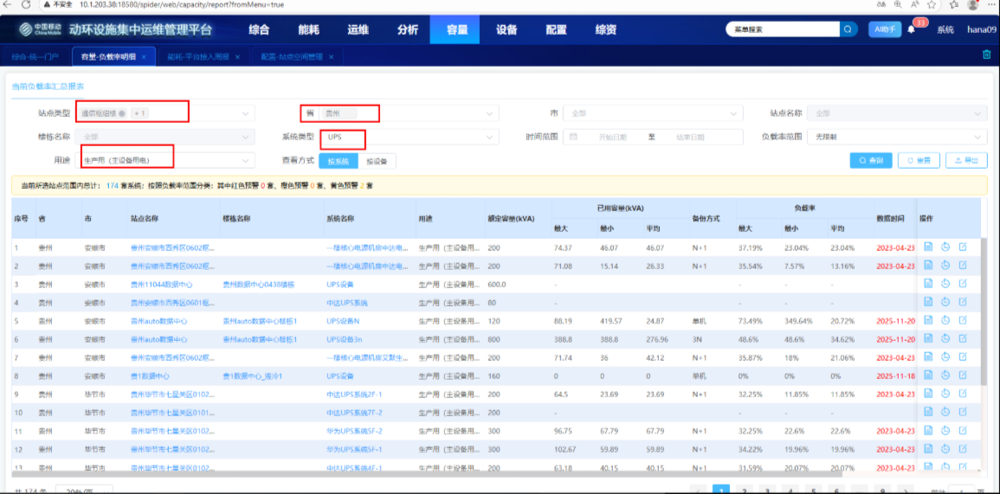 不安全 10.1.203.38:18580/spider/web/capacity/report?fromMenu=true
中国移动 China Mobile 动环设施集中运维管理平台 综合 能耗 运维 分析 容量 设备 配置 综资 菜单搜索 AI助手 33 系统 hana09
综合-统一门户 容量-负载率明细 × 能耗-平台接入周报 × 配置-站点空间管理 ×
当前负载率汇总报表
站点类型 通信枢纽楼 + 1 省 贵州 市 全部 站点名称 全部
楼栋名称 全部 系统类型 UPS 时间范围 开始日期 至 结束日期 负载率范围 无限制
用途 生产用（主设备用电） 查看方式 按系统 按设备 查询 重置 导出
当前所选站点范围内总计： 174 套系统；按照负载率范围分类：其中红色预警 0 套、橙色预警 0 套、黄色预警 2 套
序号 省 市 站点名称 楼栋名称 系统名称 用途 额定容量(kVA) 已用容量(kVA) 备份方式 负载率 数据时间 操作
最大 最小 平均 最大 最小 平均
1 贵州 安顺市 贵州安顺市西秀区0602枢... 一楼核心电源机房中达电... 生产用（主设备用... 200 74.37 46.07 46.07 N+1 37.19% 23.04% 23.04% 2023-04-23
2 贵州 安顺市 贵州安顺市西秀区0602枢... 一楼核心电源机房中达电... 生产用（主设备用... 200 71.08 15.14 26.33 N+1 35.54% 7.57% 13.16% 2023-04-23
3 贵州 安顺市 贵州11044数据中心 贵州数据中心0438楼栋 UPS设备 生产用（主设备用... 600.0 - - -
4 贵州 安顺市 贵州安顺市西秀区0601枢... 中达UPS系统 生产用（主设备用... 80 - - -
5 贵州 安顺市 贵州auto数据中心 贵州auto数据中心楼栋1 UPS设备N 生产用（主设备用... 120 88.19 419.57 24.87 单机 73.49% 349.64% 20.72% 2025-11-20
6 贵州 安顺市 贵州auto数据中心 贵州auto数据中心楼栋1 UPS设备3n 生产用（主设备用... 800 388.8 388.8 276.96 3N 48.6% 48.6% 34.62% 2025-11-20
7 贵州 安顺市 贵州安顺市西秀区0602枢... 一楼核心电源机房艾默生... 生产用（主设备用... 200 71.74 36 42.12 N+1 35.87% 18% 21.06% 2023-04-23
8 贵州 安顺市 贵1数据中心 贵1数据中心_液冷1 UPS设备 生产用（主设备用... 160 0 0 0 单机 0% 0% 0% 2025-11-18
9 贵州 毕节市 贵州毕节市七星关区0102... 中达UPS系统2F-1 生产用（主设备用... 200 64.5 23.69 23.69 N+1 32.25% 11.85% 11.85% 2023-04-23
10 贵州 毕节市 贵州毕节市七星关区0101... 中达UPS系统7F-2 生产用（主设备用... 200 - - -
11 贵州 毕节市 贵州毕节市七星关区0102... 华为UPS系统5F-2 生产用（主设备用... 300 96.75 67.79 67.79 N+1 32.25% 22.6% 22.6% 2023-04-23
12 贵州 毕节市 贵州毕节市七星关区0102... 华为UPS系统5F-1 生产用（主设备用... 300 102.67 59.89 59.89 N+1 34.22% 19.96% 19.96% 2023-04-23
13 贵州 毕节市 贵州毕节市七星关区0102... 中达UPS系统4F-1 生产用（主设备用... 200 63.18 40.15 40.15 N+1 31.59% 20.07% 20.07% 2023-04-23
共 174 条 20条/页 1 2 3 4 5 6 ... 9 前往 1 页